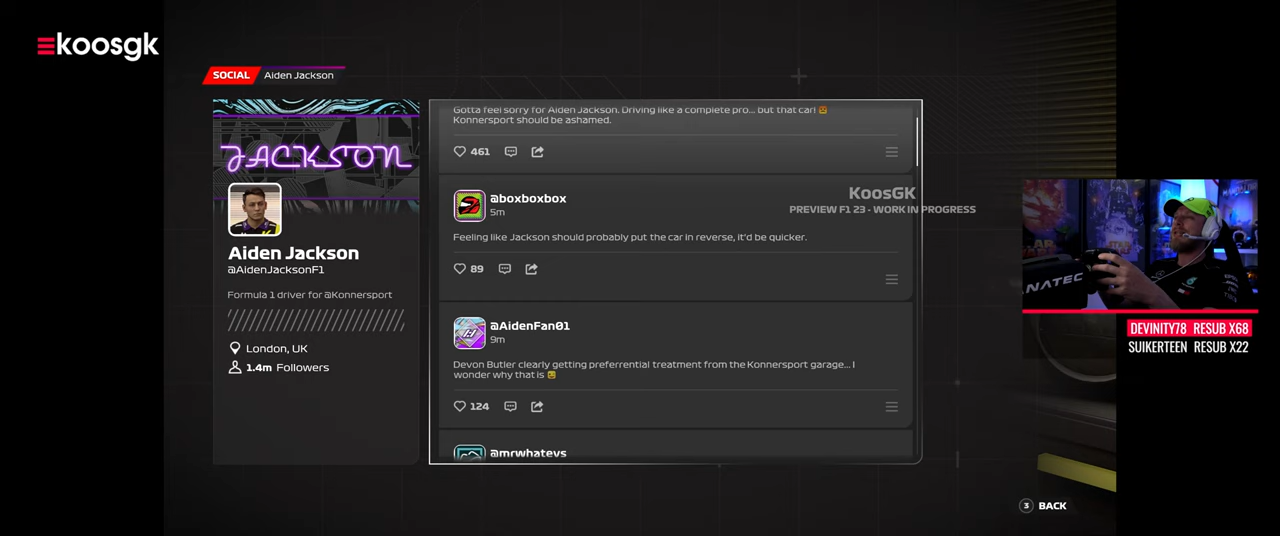 koosgk
SOCIAL Aiden Jackson
JACKSON
Aiden Jackson
@AidenJacksonF1
Formula 1 driver for @Konnersport
London, UK
1.4m Followers
Gotta feel sorry for Aiden Jackson. Driving like a complete pro... but that car! 
Konnersport should be ashamed.
461
@boxboxbox
5m
Feeling like Jackson should probably put the car in reverse, it'd be quicker.
89
@AidenFan01
9m
Devon Butler clearly getting preferrential treatment from the Konnersport garage... I
wonder why that is
124
@mrwhatevs
KoosGK
PREVIEW F1 23 - WORK IN PROGRESS
NATEC
DEVINITY78 RESUB X68
SUIKERTEEN RESUB X22
3 BACK